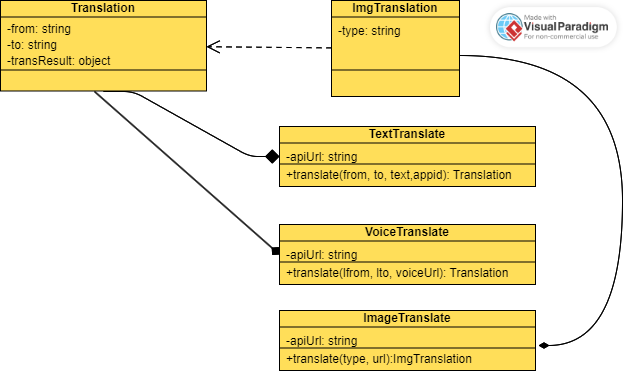 Translation
-from: string
-to: string
-transResult: object
ImgTranslation
-type: string
Made with
VisualParadigm
For non-commercial use
TextTranslate
-apiUrl: string
+translate(from, to, text,appid): Translation
VoiceTranslate
-apiUrl: string
+translate(lfrom, lto, voiceUrl): Translation
ImageTranslate
-apiUrl: string
+translate(type, url):ImgTranslation